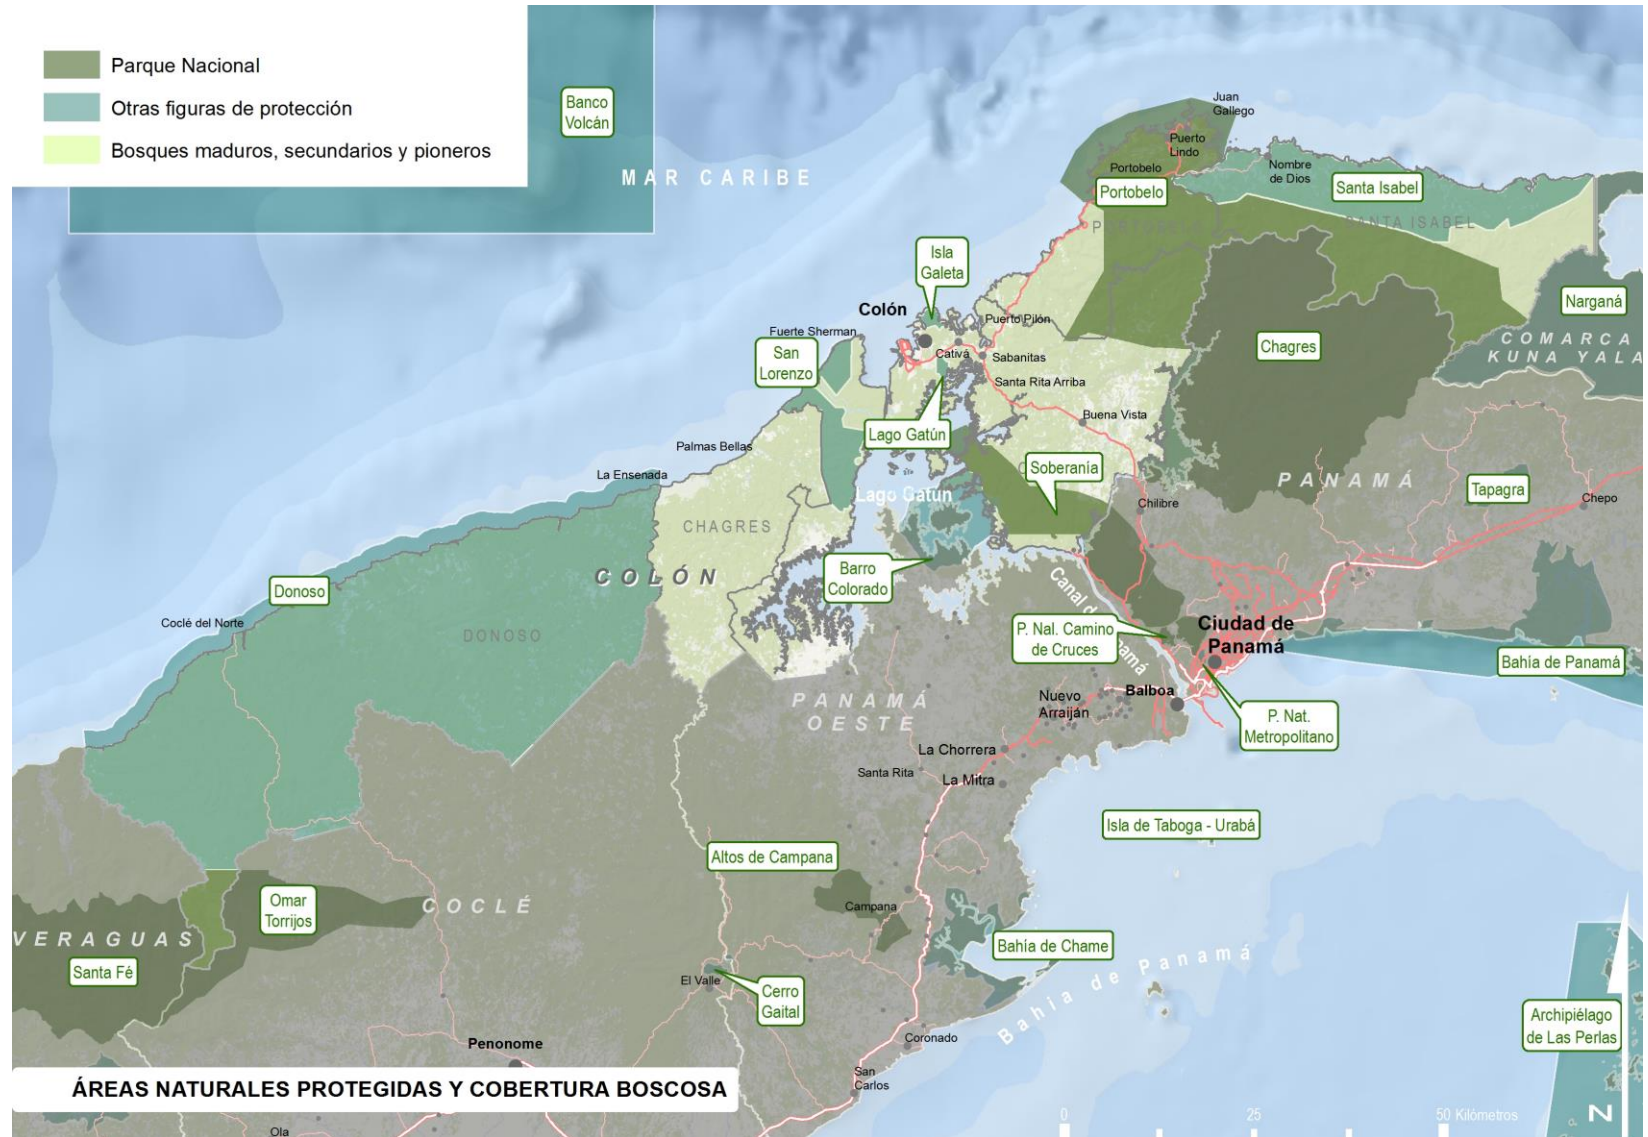 Parque Nacional
Otras figuras de protección
Bosques maduros, secundarios y pioneros
Banco
Volcán
MAR CARIBE
Juan
Gallego
Puerto
Lindo
Portobelo
Nombre
de Dios
Portobelo
Santa Isabel
SANTA ISABEL
Isla
Galeta
Colón
Narganá
Puerto Pilón
Fuerte Sherman
San
Lorenzo
Cativá
Sabanitas
Chagres
COMARCA
KUNA YALA
Santa Rita Arriba
Buena Vista
Lago Gatún
Palmas Bellas
La Ensenada
Soberanía
PANAMÁ
Tapagra
Chepo
Lago Gatún
Chilibre
CHAGRES
COLÓN
Barro
Colorado
Donoso
Coclé del Norte
DONOSO
Canal de Panamá
P. Nal. Camino
de Cruces
Ciudad de
Panamá
Bahía de Panamá
PANAMÁ
OESTE
Nuevo
Arraiján
Balboa
P. Nat.
Metropolitano
La Chorrera
Santa Rita
La Mitra
Isla de Taboga - Urabá
Altos de Campana
Omar
Torrijos
COCLÉ
Campana
VERAGUAS
Santa Fé
Bahía de Chame
Bahía de Panamá
El Valle
Cerro
Gaital
Archipiélago
de Las Perlas
Penonome
Coronado
San
Carlos
ÁREAS NATURALES PROTEGIDAS Y COBERTURA BOSCOSA
0 25 50 Kilómetros
N
Ola